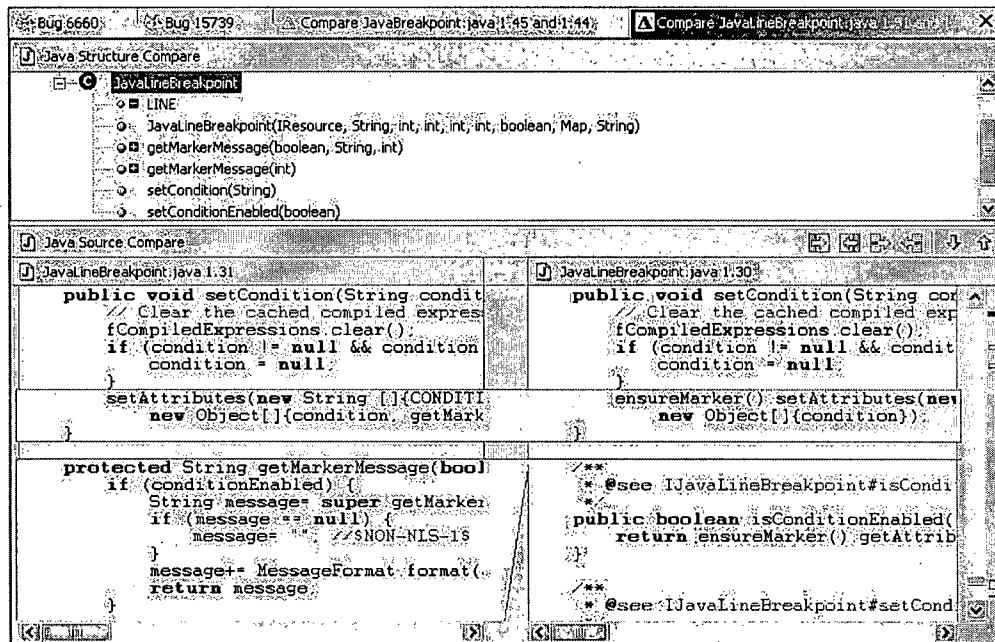 Bug 6660
Bug 15739
Compare JavaBreakpoint.java 1.45 and 1.44
Compare JavaLineBreakpoint.java 1.31 and 1.
Java Structure Compare
JavaLineBreakpoint
LINE
JavaLineBreakpoint(IResource, String, int, int, int, int, boolean, Map, String)
getMarkerMessage(boolean, String, int)
getMarkerMessage(int)
setCondition(String)
setConditionEnabled(boolean)
Java Source Compare
JavaLineBreakpoint.java 1.31
public void setCondition(String condit
// Clear the cached compiled express
fCompiledExpressions.clear();
if (condition != null && condition
condition = null;
}
setAttributes(new String []{CONDITI
new Object[]{condition, getMark
}
protected String getMarkerMessage(bool
if (conditionEnabled) {
String message= super.getMarker
if (message == null) {
message= ""; //$NON-NLS-1$
}
message+= MessageFormat.format(
return message;
}
JavaLineBreakpoint.java 1.30
public void setCondition(String con
// Clear the cached compiled exp
fCompiledExpressions.clear();
if (condition != null && condit
condition = null;
}
ensureMarker().setAttributes(new
new Object[]{condition});
}
/**
* @see IJavaLineBreakpoint#isCondi
*/
public boolean isConditionEnabled(
return ensureMarker().getAttrib
}
/**
* @see IJavaLineBreakpoint#setCond